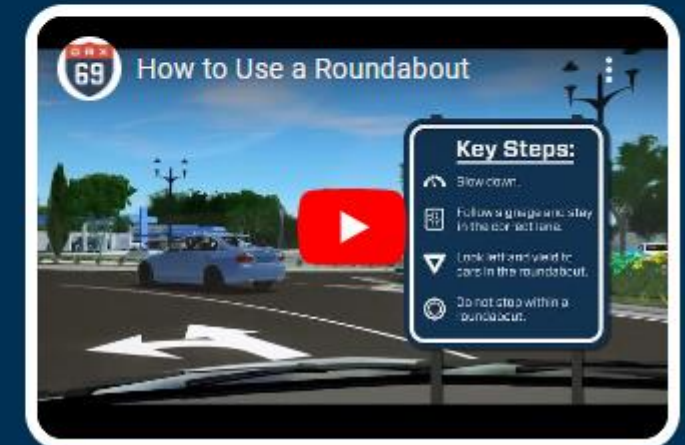 CRX
69
How to Use a Roundabout
Key Steps:
Slow down.
Follow signage and stay
in the correct lane.
Look left and yield to
cars in the roundabout.
Do not stop within a
roundabout.